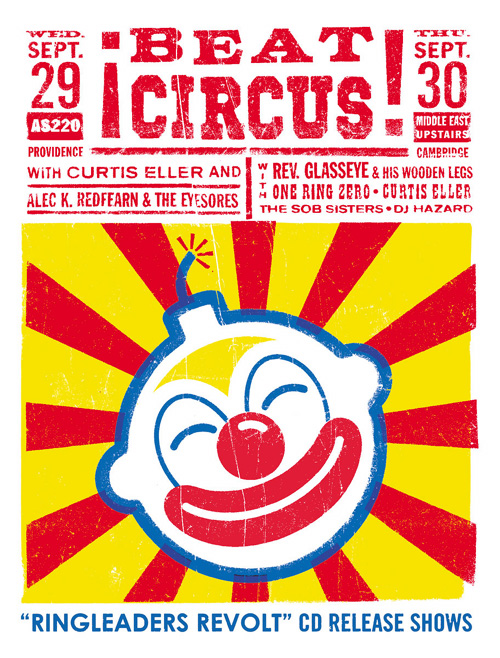 WED.
SEPT.
29
AS220
PROVIDENCE
¡BEAT
CIRCUS!
THU.
SEPT.
30
MIDDLE EAST
UPSTAIRS
CAMBRIDGE
WITH CURTIS ELLER AND
ALEC K. REDFEARN & THE EYESORES
WITH
REV. GLASSEYE & HIS WOODEN LEGS
ONE RING ZERO • CURTIS ELLER
THE SOB SISTERS • DJ HAZARD
“RINGLEADERS REVOLT” CD RELEASE SHOWS